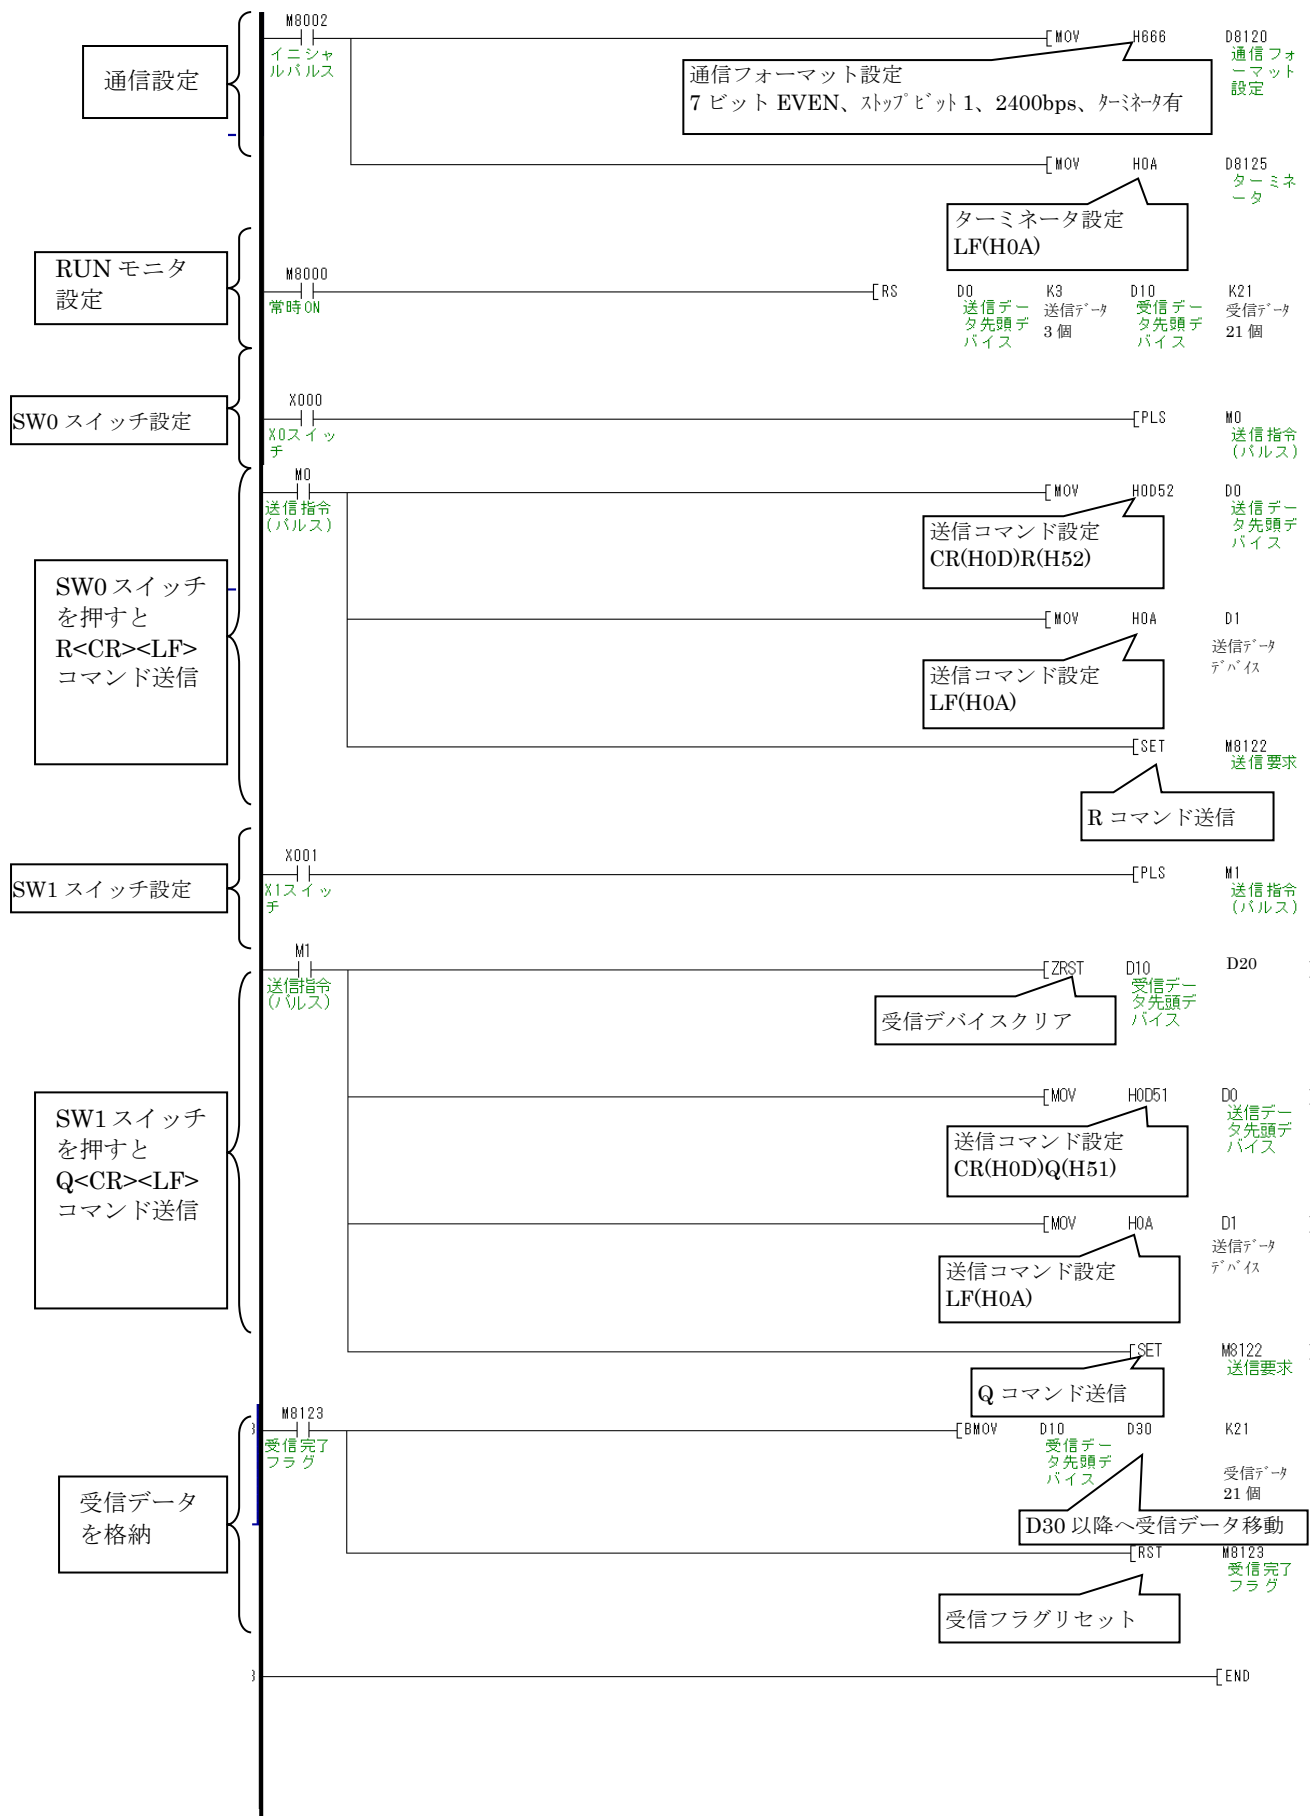 M8002
イニシャ
ルパルス
[MOV H666 D8120
通信フォ
ーマット
設定
通信設定
通信フォーマット設定
7 ビット EVEN、ｽﾄｯﾌﾟﾋﾞｯﾄ 1、2400bps、ﾀｰﾐﾈｰﾀ有
[MOV H0A D8125
ターミネ
ータ
ターミネータ設定
LF(H0A)
RUN モニタ
設定
M8000
常時ON
[RS D0 K3 D10 K21
送信デー
タ先頭デ
バイス
送信ﾃﾞｰﾀ
3 個
受信デー
タ先頭デ
バイス
受信ﾃﾞｰﾀ
21 個
SW0 スイッチ設定
X000
X0スイッ
チ
[PLS M0
送信指令
(パルス)
M0
送信指令
(パルス)
[MOV H0D52 D0
送信デー
タ先頭デ
バイス
送信コマンド設定
CR(H0D)R(H52)
SW0 スイッチ
を押すと
R<CR><LF>
コマンド送信
[MOV H0A D1
送信ﾃﾞｰﾀ
ﾃﾞﾊﾞｲｽ
送信コマンド設定
LF(H0A)
[SET M8122
送信要求
R コマンド送信
SW1 スイッチ設定
X001
X1スイッ
チ
[PLS M1
送信指令
(パルス)
M1
送信指令
(パルス)
[ZRST D10 D20
受信デー
タ先頭デ
バイス
受信デバイスクリア
SW1 スイッチ
を押すと
Q<CR><LF>
コマンド送信
[MOV H0D51 D0
送信デー
タ先頭デ
バイス
送信コマンド設定
CR(H0D)Q(H51)
[MOV H0A D1
送信ﾃﾞｰﾀ
ﾃﾞﾊﾞｲｽ
送信コマンド設定
LF(H0A)
[SET M8122
送信要求
Q コマンド送信
M8123
受信完了
フラグ
[BMOV D10 D30 K21
受信デー
タ先頭デ
バイス
受信ﾃﾞｰﾀ
21 個
受信データ
を格納
D30 以降へ受信データ移動
[RST M8123
受信完了
フラグ
受信フラグリセット
[END